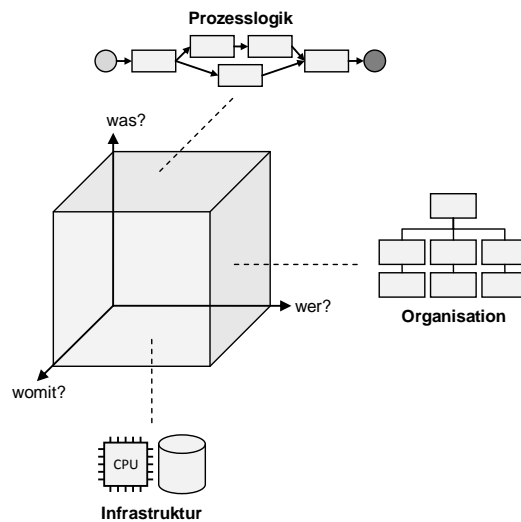 Prozesslogik
was?
wer?
Organisation
womit?
CPU
Infrastruktur